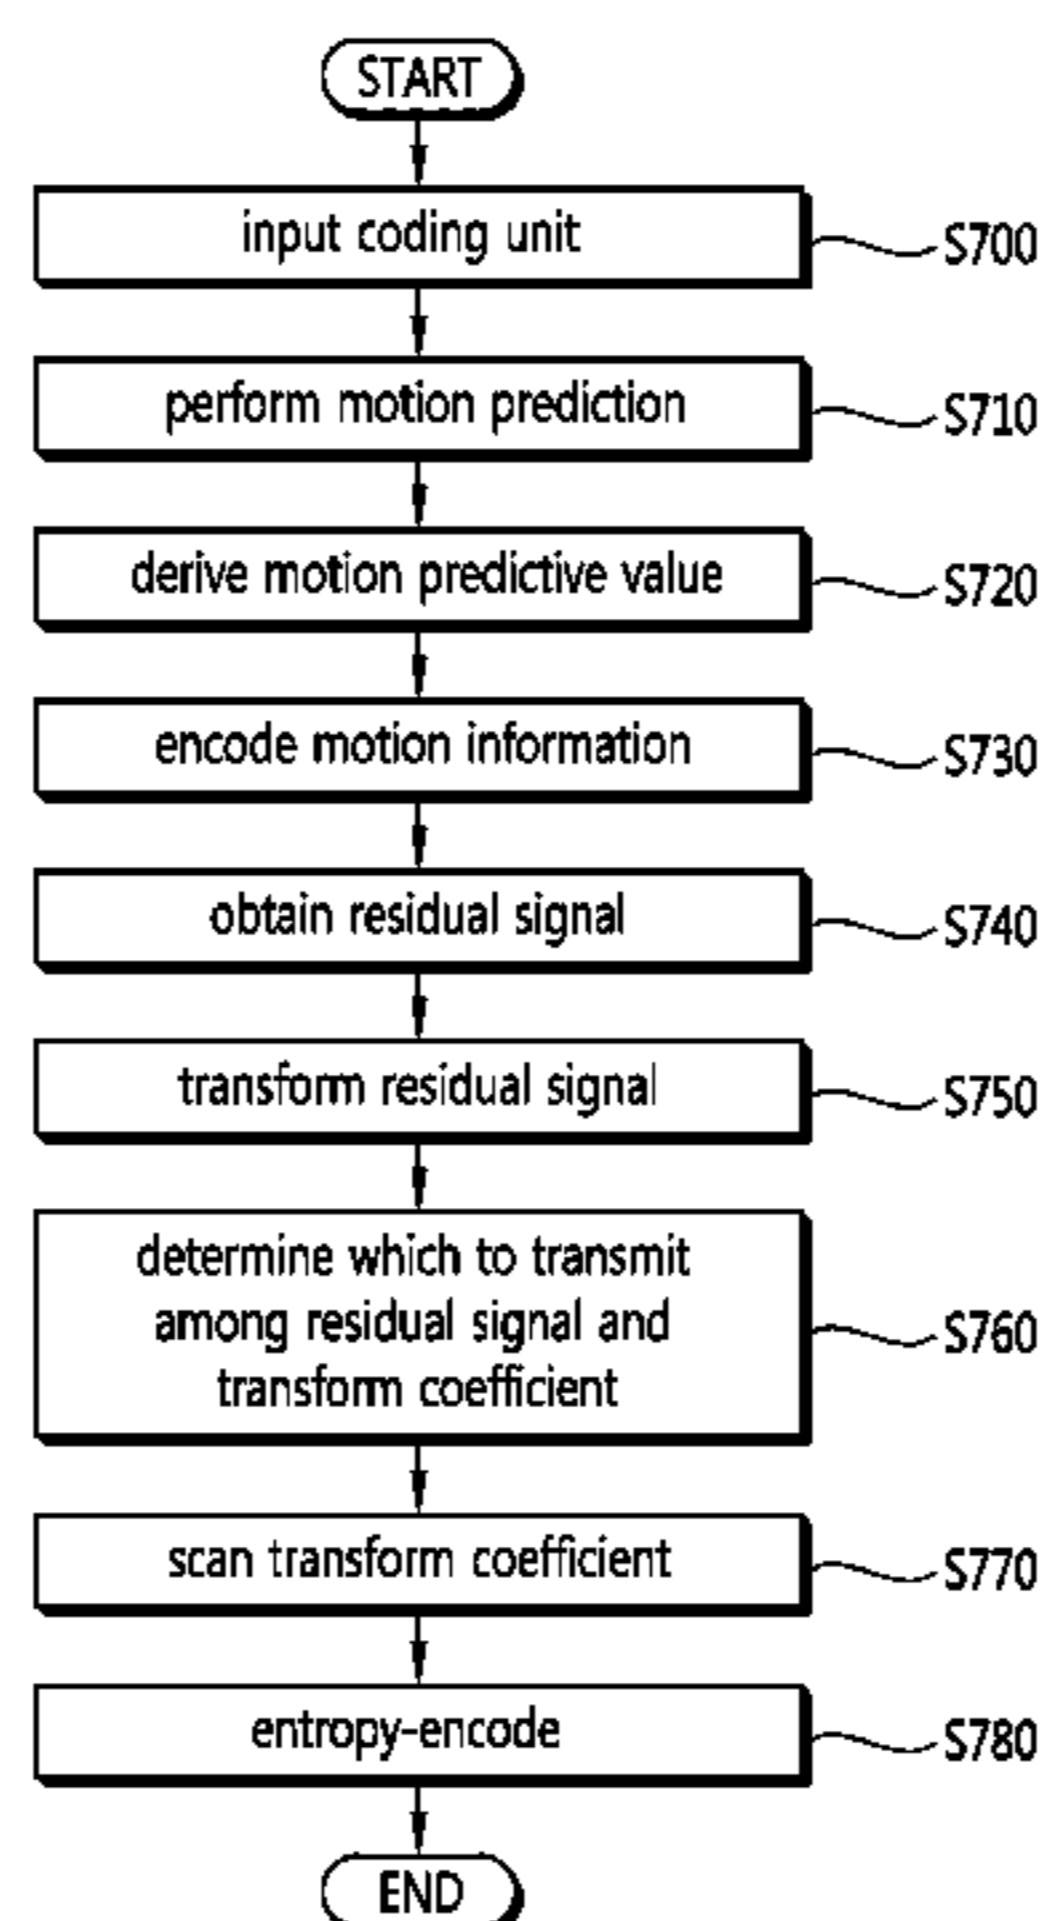 START
input coding unit
S700
perform motion prediction
S710
derive motion predictive value
S720
encode motion information
S730
obtain residual signal
S740
transform residual signal
S750
determine which to transmit
among residual signal and
transform coefficient
S760
scan transform coefficient
S770
entropy-encode
S780
END